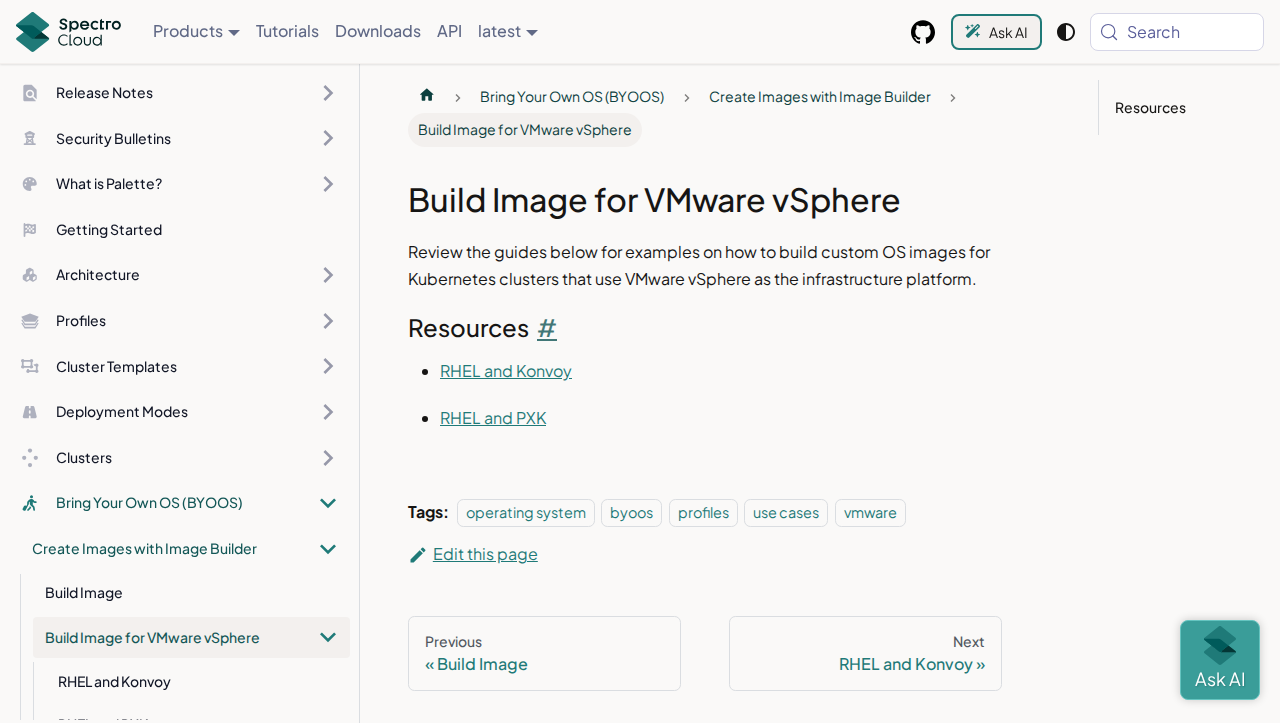 Spectro Cloud
Products
Tutorials
Downloads
API
latest
Ask AI
Search
Release Notes
Security Bulletins
What is Palette?
Getting Started
Architecture
Profiles
Cluster Templates
Deployment Modes
Clusters
Bring Your Own OS (BYOOS)
Create Images with Image Builder
Build Image
Build Image for VMware vSphere
RHEL and Konvoy
Bring Your Own OS (BYOOS)
Create Images with Image Builder
Build Image for VMware vSphere
Build Image for VMware vSphere
Review the guides below for examples on how to build custom OS images for
Kubernetes clusters that use VMware vSphere as the infrastructure platform.
Resources #
RHEL and Konvoy
RHEL and PXK
Tags: operating system byoos profiles use cases vmware
Edit this page
Previous
« Build Image
Next
RHEL and Konvoy »
Resources
Ask AI